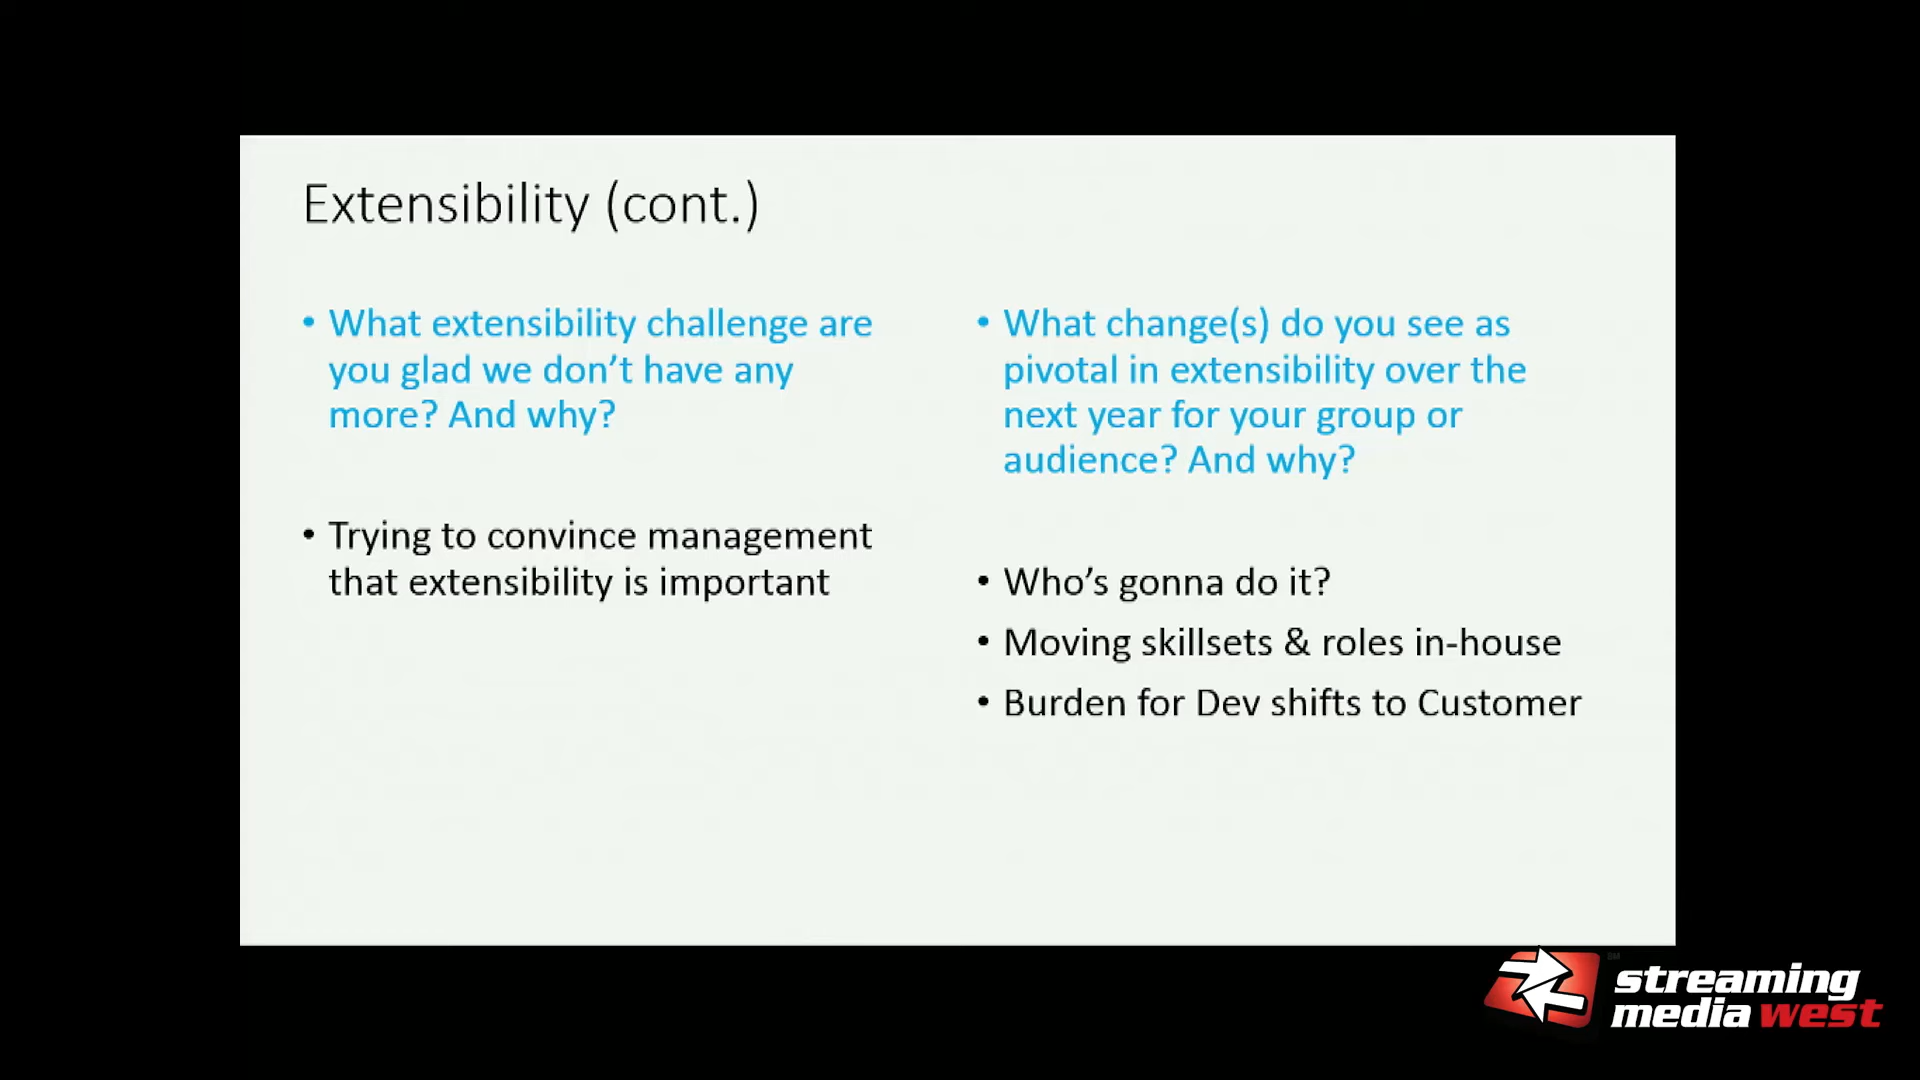 Extensibility (cont.)
• What extensibility challenge are
you glad we don’t have any
more? And why?
• Trying to convince management
that extensibility is important
• What change(s) do you see as
pivotal in extensibility over the
next year for your group or
audience? And why?
• Who’s gonna do it?
• Moving skillsets & roles in-house
• Burden for Dev shifts to Customer
SM
streaming
media west